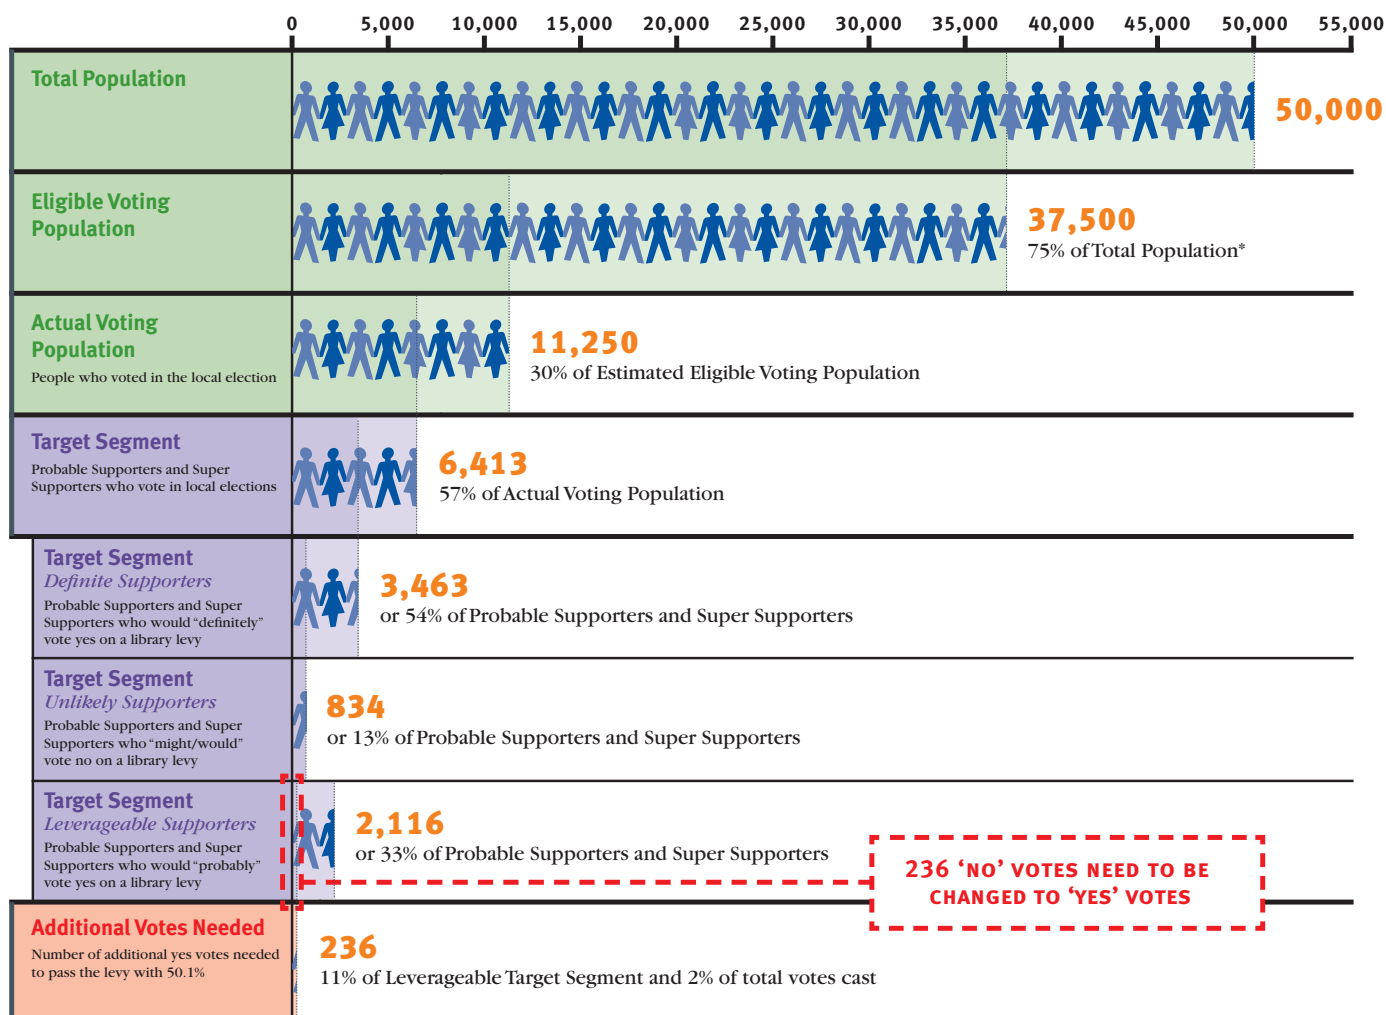 0 5,000 10,000 15,000 20,000 25,000 30,000 35,000 40,000 45,000 50,000 55,000
Total Population
50,000
Eligible Voting
Population
37,500
75% of Total Population*
Actual Voting
Population
People who voted in the local election
11,250
30% of Estimated Eligible Voting Population
Target Segment
Probable Supporters and Super
Supporters who vote in local elections
6,413
57% of Actual Voting Population
Target Segment
Definite Supporters
Probable Supporters and Super
Supporters who would “definitely”
vote yes on a library levy
3,463
or 54% of Probable Supporters and Super Supporters
Target Segment
Unlikely Supporters
Probable Supporters and Super
Supporters who “might/would”
vote no on a library levy
834
or 13% of Probable Supporters and Super Supporters
Target Segment
Leverageable Supporters
Probable Supporters and Super
Supporters who would “probably”
vote yes on a library levy
2,116
or 33% of Probable Supporters and Super Supporters
236 ‘NO’ VOTES NEED TO BE
CHANGED TO ‘YES’ VOTES
Additional Votes Needed
Number of additional yes votes needed
to pass the levy with 50.1%
236
11% of Leverageable Target Segment and 2% of total votes cast